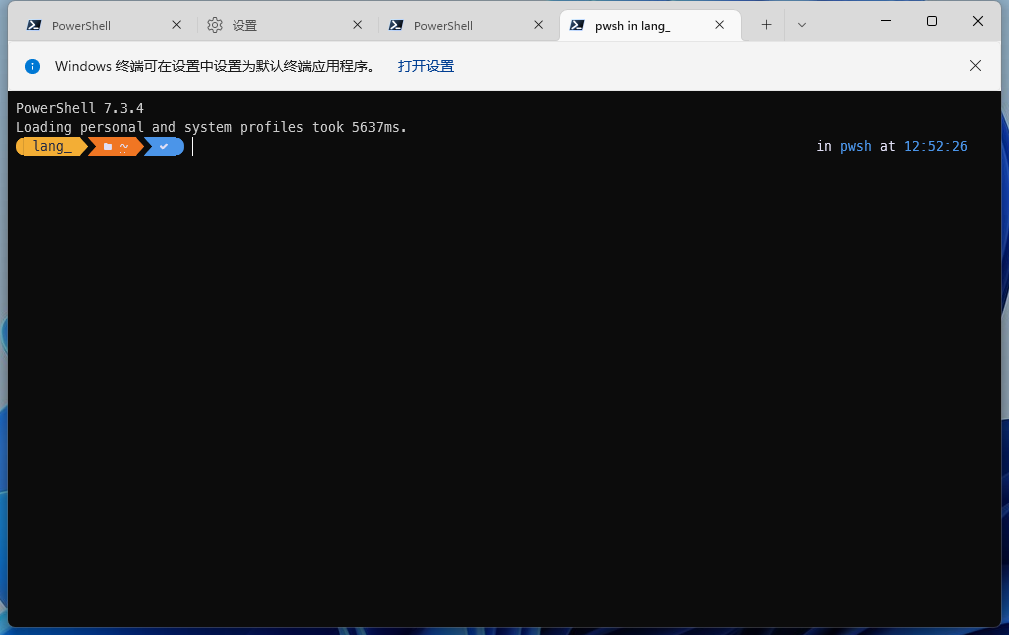 PowerShell 设置 PowerShell pwsh in lang_
Windows 终端可在设置中设置为默认终端应用程序。 打开设置
PowerShell 7.3.4
Loading personal and system profiles took 5637ms.
lang_ ~ in pwsh at 12:52:26